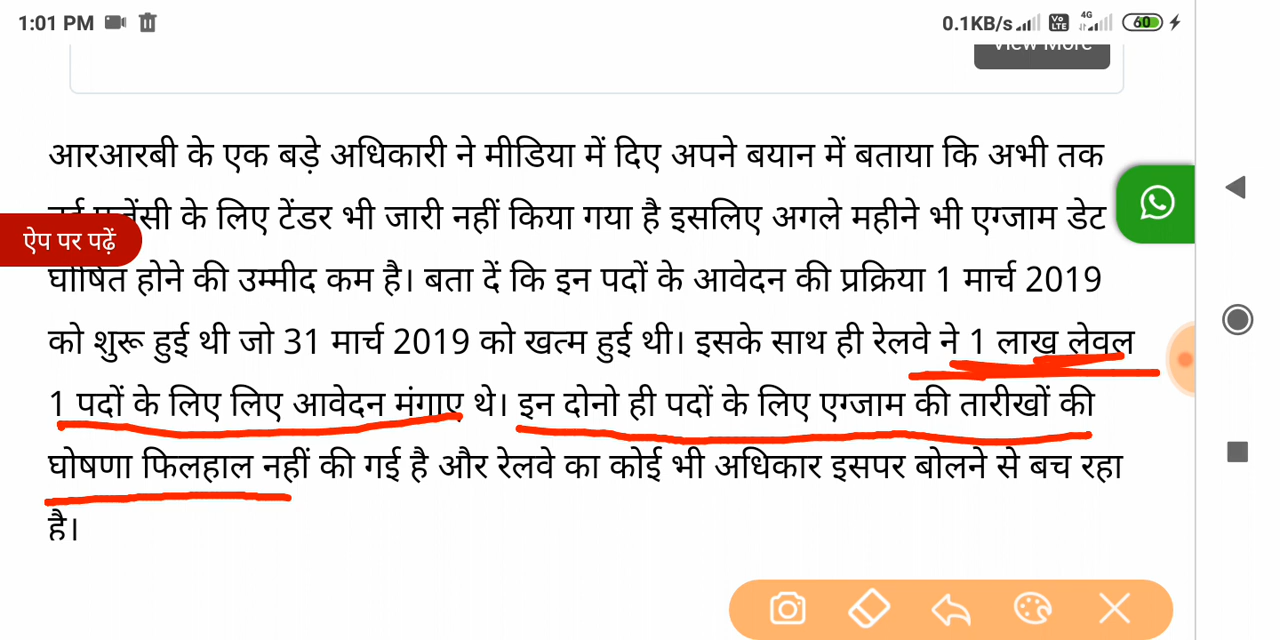 1:01 PM
0.1KB/s Vo LTE 4G 60
View More
आरआरबी के एक बड़े अधिकारी ने मीडिया में दिए अपने बयान में बताया कि अभी तक
के लिए टेंडर भी जारी नहीं किया गया है इसलिए अगले महीने भी एग्जाम डेट
ऐप पर पढ़ें
घोषित होने की उम्मीद कम है। बता दें कि इन पदों के आवेदन की प्रक्रिया 1 मार्च 2019
को शुरू हुई थी जो 31 मार्च 2019 को खत्म हुई थी। इसके साथ ही रेलवे ने 1 लाख लेवल
1 पदों के लिए लिए आवेदन मंगाए थे। इन दोनो ही पदों के लिए एग्जाम की तारीखों की
घोषणा फिलहाल नहीं की गई है और रेलवे का कोई भी अधिकार इसपर बोलने से बच रहा
है।